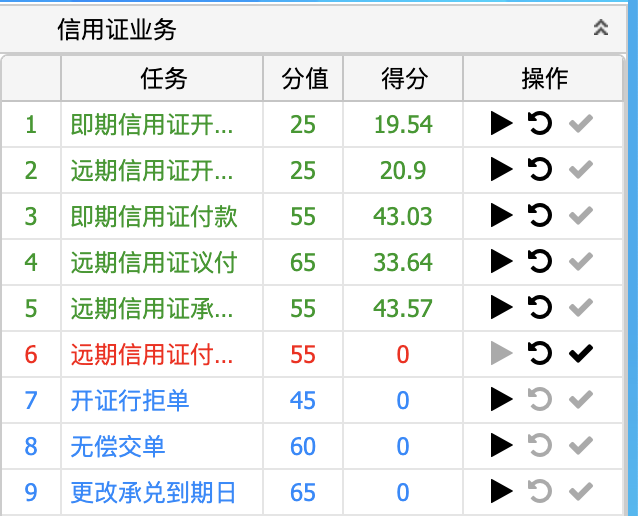 信用证业务
任务 分值 得分 操作
1 即期信用证开... 25 19.54
2 远期信用证开... 25 20.9
3 即期信用证付款 55 43.03
4 远期信用证议付 65 33.64
5 远期信用证承... 55 43.57
6 远期信用证付... 55 0
7 开证行拒单 45 0
8 无偿交单 60 0
9 更改承兑到期日 65 0